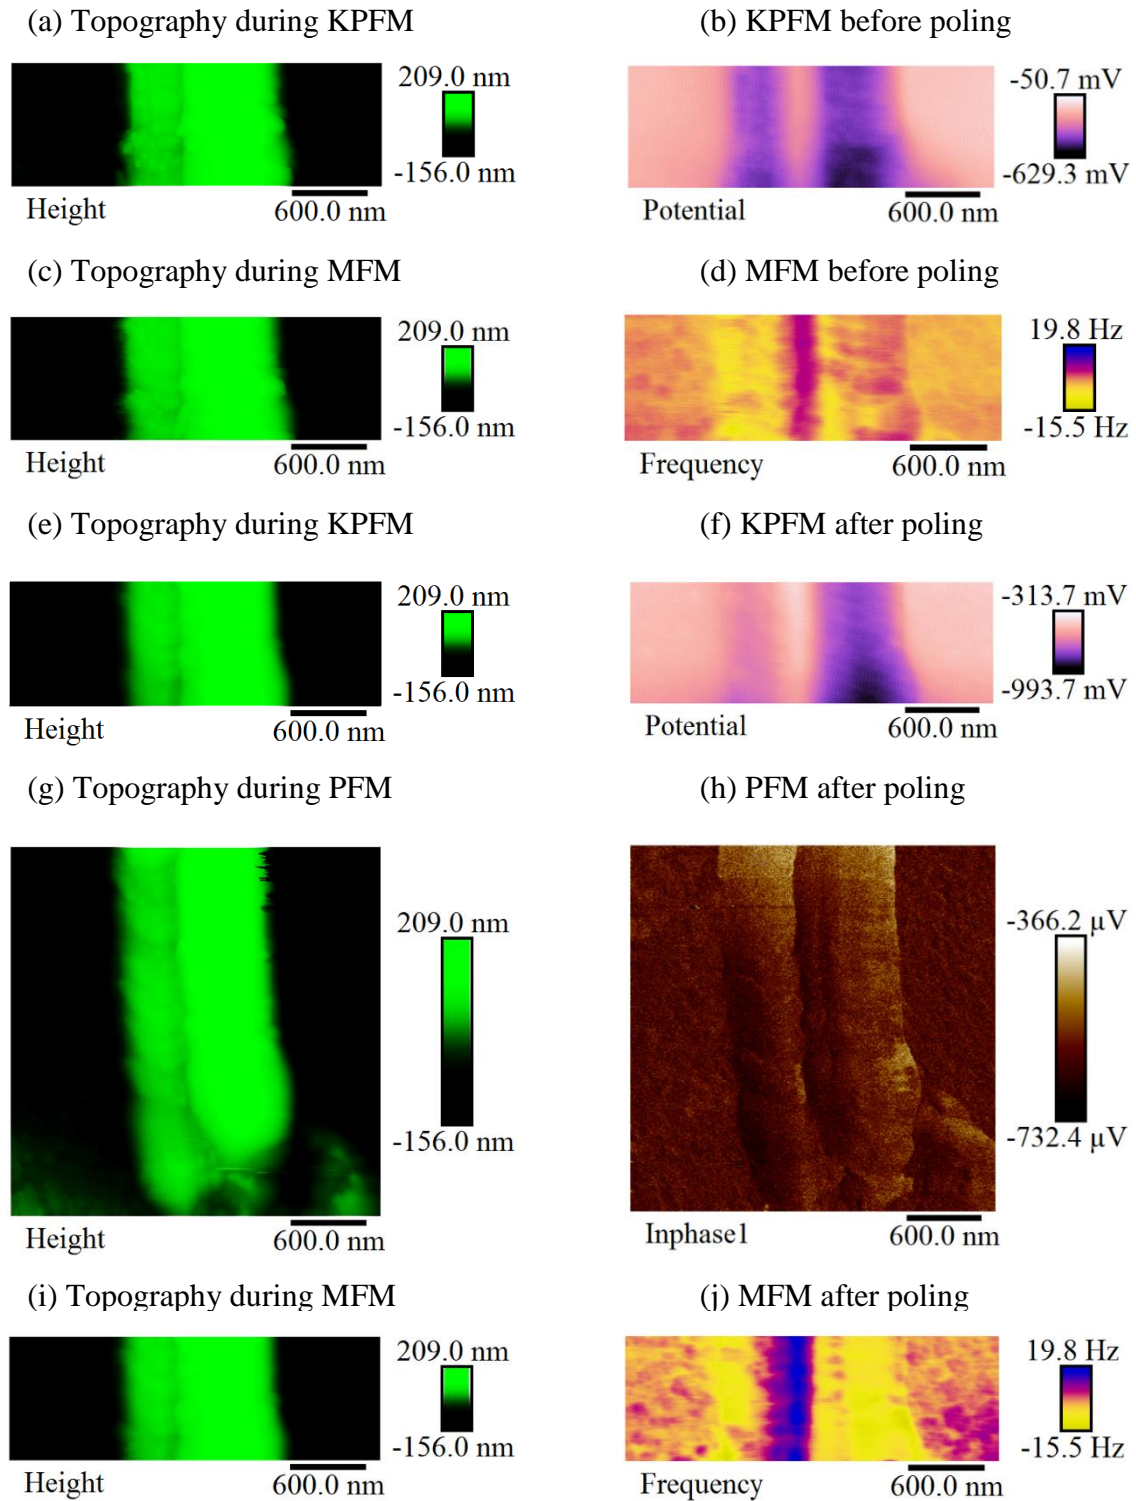 (a) Topography during KPFM
(b) KPFM before poling
209.0 nm
-156.0 nm
Height
600.0 nm
-50.7 mV
-629.3 mV
Potential
600.0 nm
(c) Topography during MFM
(d) MFM before poling
209.0 nm
-156.0 nm
Height
600.0 nm
19.8 Hz
-15.5 Hz
Frequency
600.0 nm
(e) Topography during KPFM
(f) KPFM after poling
209.0 nm
-156.0 nm
Height
600.0 nm
-313.7 mV
-993.7 mV
Potential
600.0 nm
(g) Topography during PFM
(h) PFM after poling
209.0 nm
-156.0 nm
Height
600.0 nm
-366.2 µV
-732.4 µV
Inphase1
600.0 nm
(i) Topography during MFM
(j) MFM after poling
209.0 nm
-156.0 nm
Height
600.0 nm
19.8 Hz
-15.5 Hz
Frequency
600.0 nm